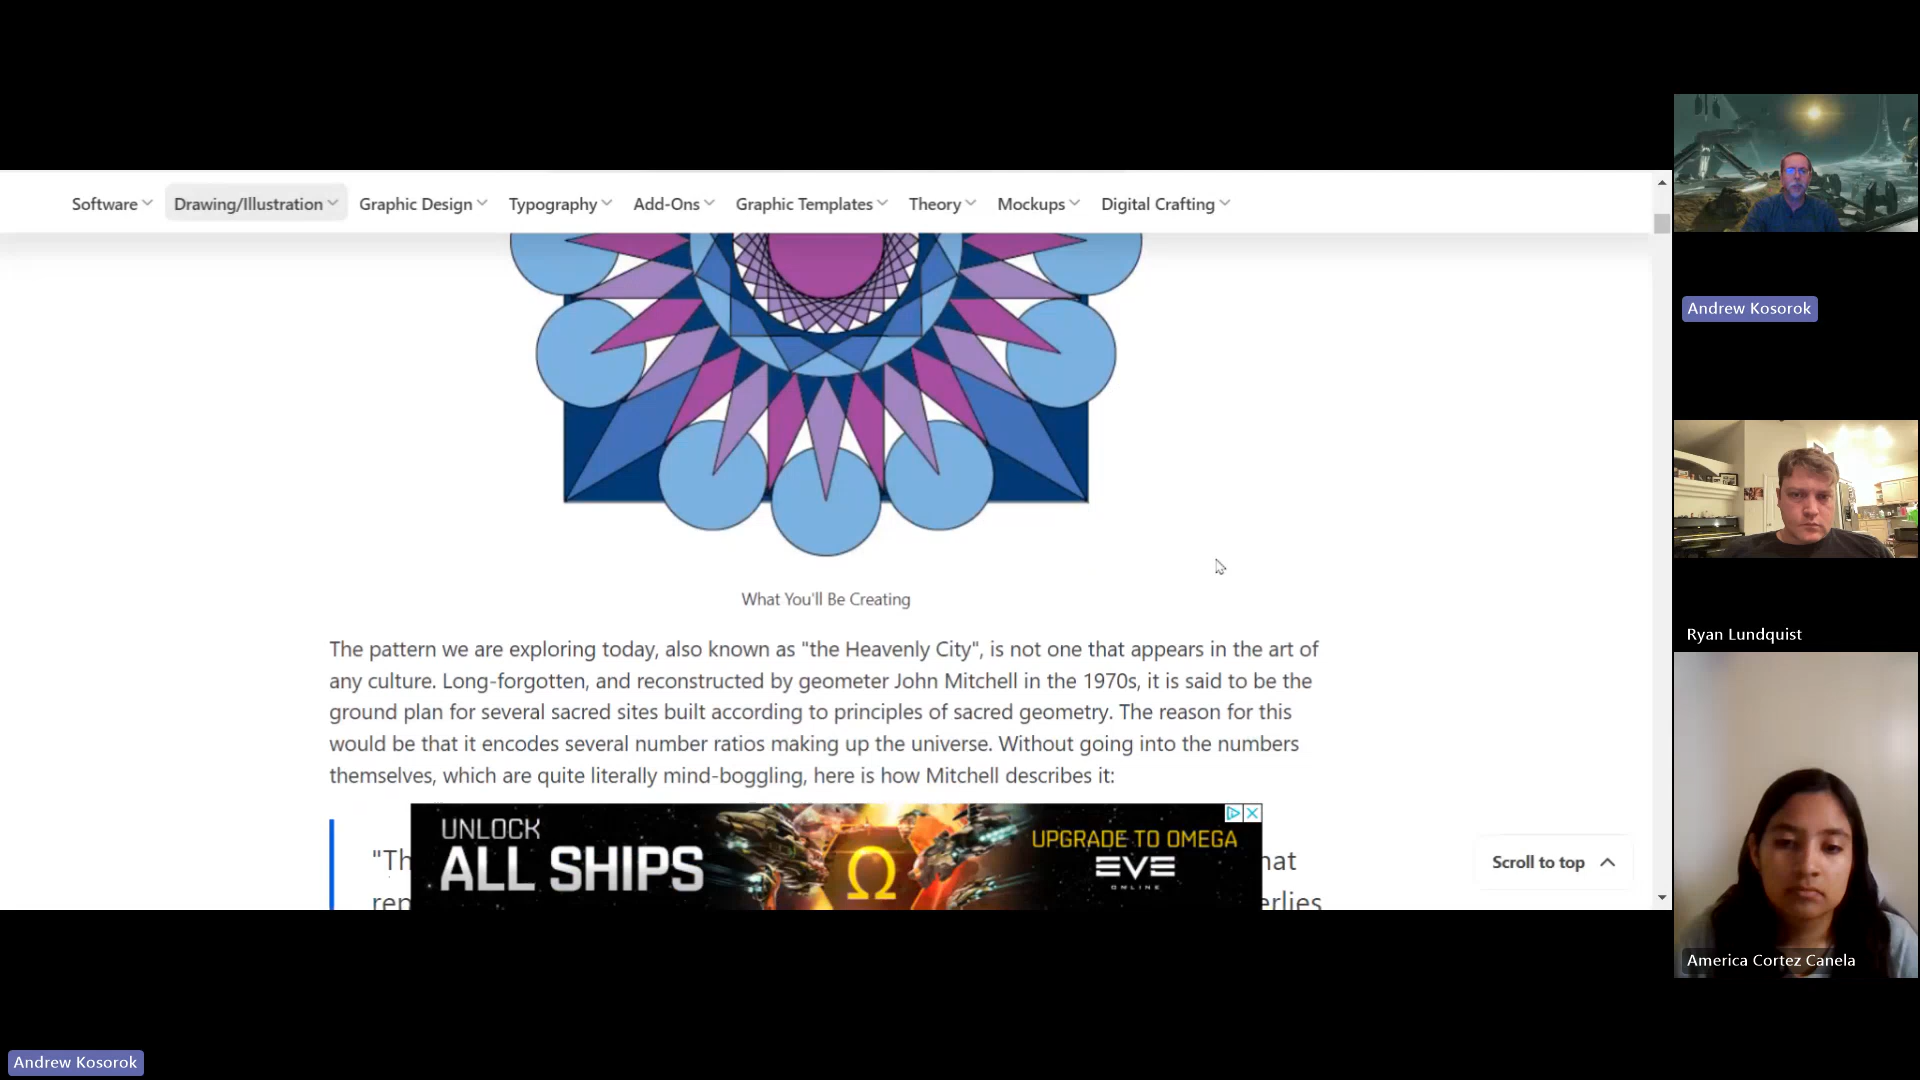 Software
Drawing/Illustration
Graphic Design
Typography
Add-Ons
Graphic Templates
Theory
Mockups
Digital Crafting
What You'll Be Creating
The pattern we are exploring today, also known as "the Heavenly City", is not one that appears in the art of
any culture. Long-forgotten, and reconstructed by geometer John Mitchell in the 1970s, it is said to be the
ground plan for several sacred sites built according to principles of sacred geometry. The reason for this
would be that it encodes several number ratios making up the universe. Without going into the numbers
themselves, which are quite literally mind-boggling, here is how Mitchell describes it:
"Th
hat
rep
erlies
UNLOCK
ALL SHIPS
Ω
UPGRADE TO OMEGA
EVE
ONLINE
Scroll to top
Andrew Kosorok
Ryan Lundquist
America Cortez Canela
Andrew Kosorok